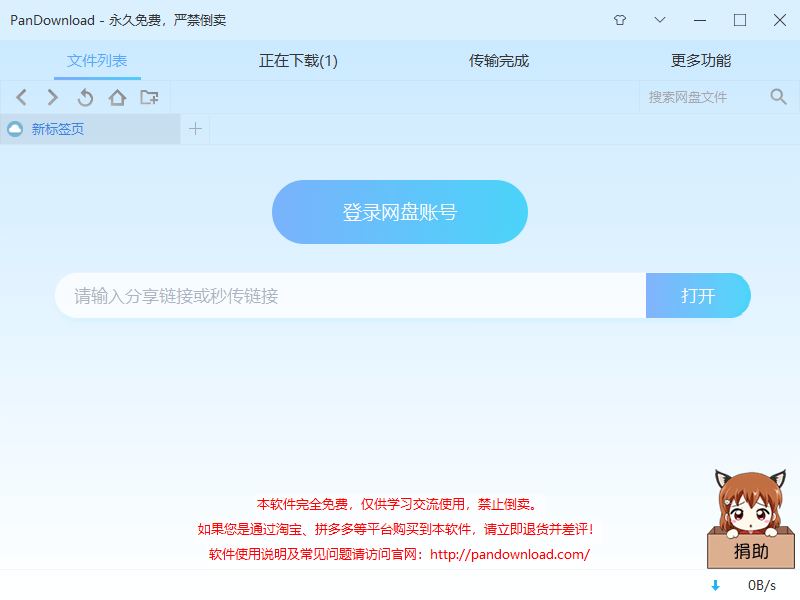 PanDownload - 永久免费，严禁倒卖
文件列表 正在下载(1) 传输完成 更多功能
搜索网盘文件
新标签页
登录网盘账号
请输入分享链接或秒传链接 打开
本软件完全免费，仅供学习交流使用，禁止倒卖。
如果您是通过淘宝、拼多多等平台购买到本软件，请立即退货并差评！
软件使用说明及常见问题请访问官网：http://pandownload.com/
捐助
0B/s